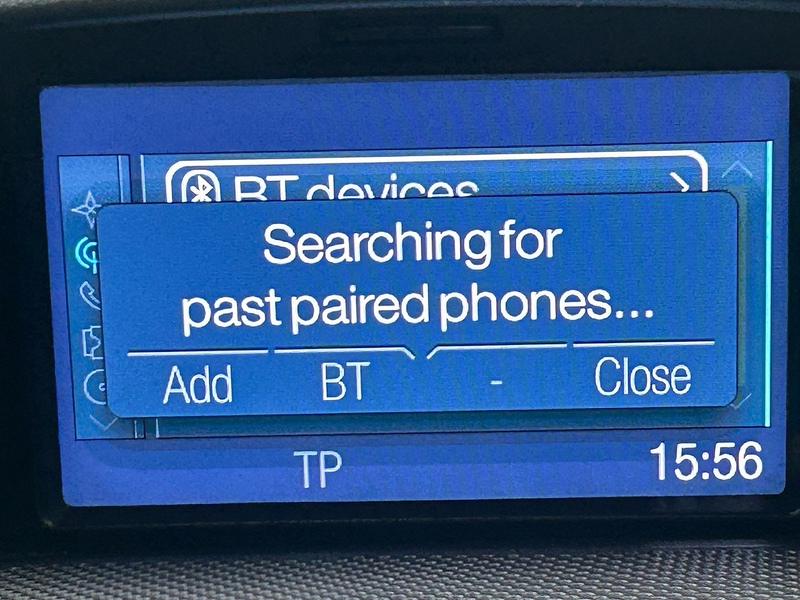 BT devices
Searching for
past paired phones...
Add BT - Close
TP 15:56